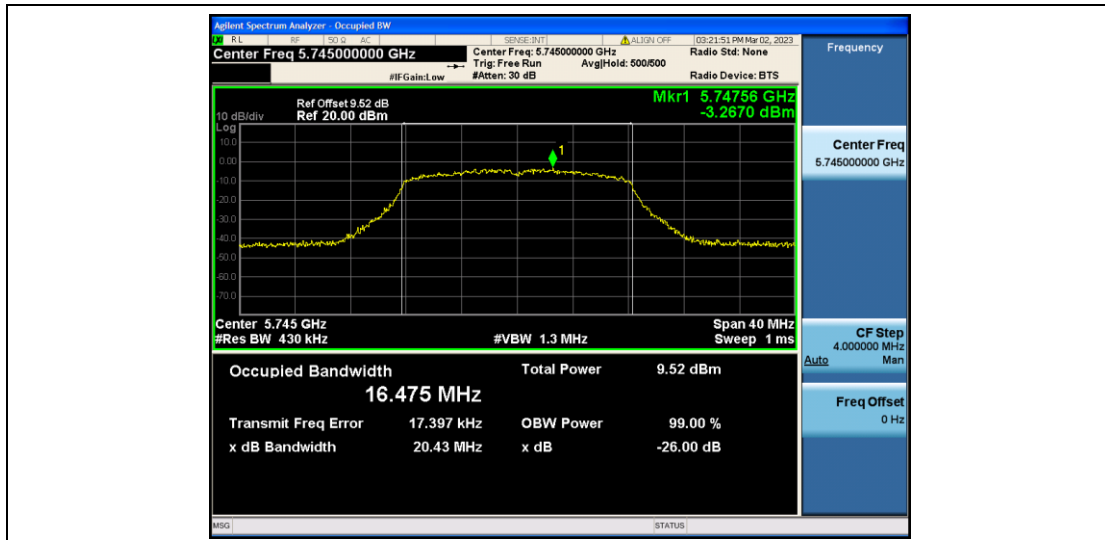 Agilent Spectrum Analyzer - Occupied BW
RL RF 50 Ω AC SENSE:INT ALIGN OFF 03:21:51 PM Mar 02, 2023
Center Freq 5.745000000 GHz Center Freq: 5.745000000 GHz Radio Std: None Frequency
Trig: Free Run Avg|Hold: 500/500
#IFGain:Low #Atten: 30 dB Radio Device: BTS
Ref Offset 9.52 dB Mkr1 5.74756 GHz
10 dB/div Ref 20.00 dBm -3.2670 dBm
Log
10.0
0.00
-10.0
-20.0
-30.0
-40.0
-50.0
-60.0
-70.0
1
Center Freq
5.745000000 GHz
Center 5.745 GHz Span 40 MHz
#Res BW 430 kHz #VBW 1.3 MHz Sweep 1 ms
CF Step
4.000000 MHz
Auto Man
Occupied Bandwidth Total Power 9.52 dBm
16.475 MHz
Freq Offset
0 Hz
Transmit Freq Error 17.397 kHz OBW Power 99.00 %
x dB Bandwidth 20.43 MHz x dB -26.00 dB
MSG STATUS